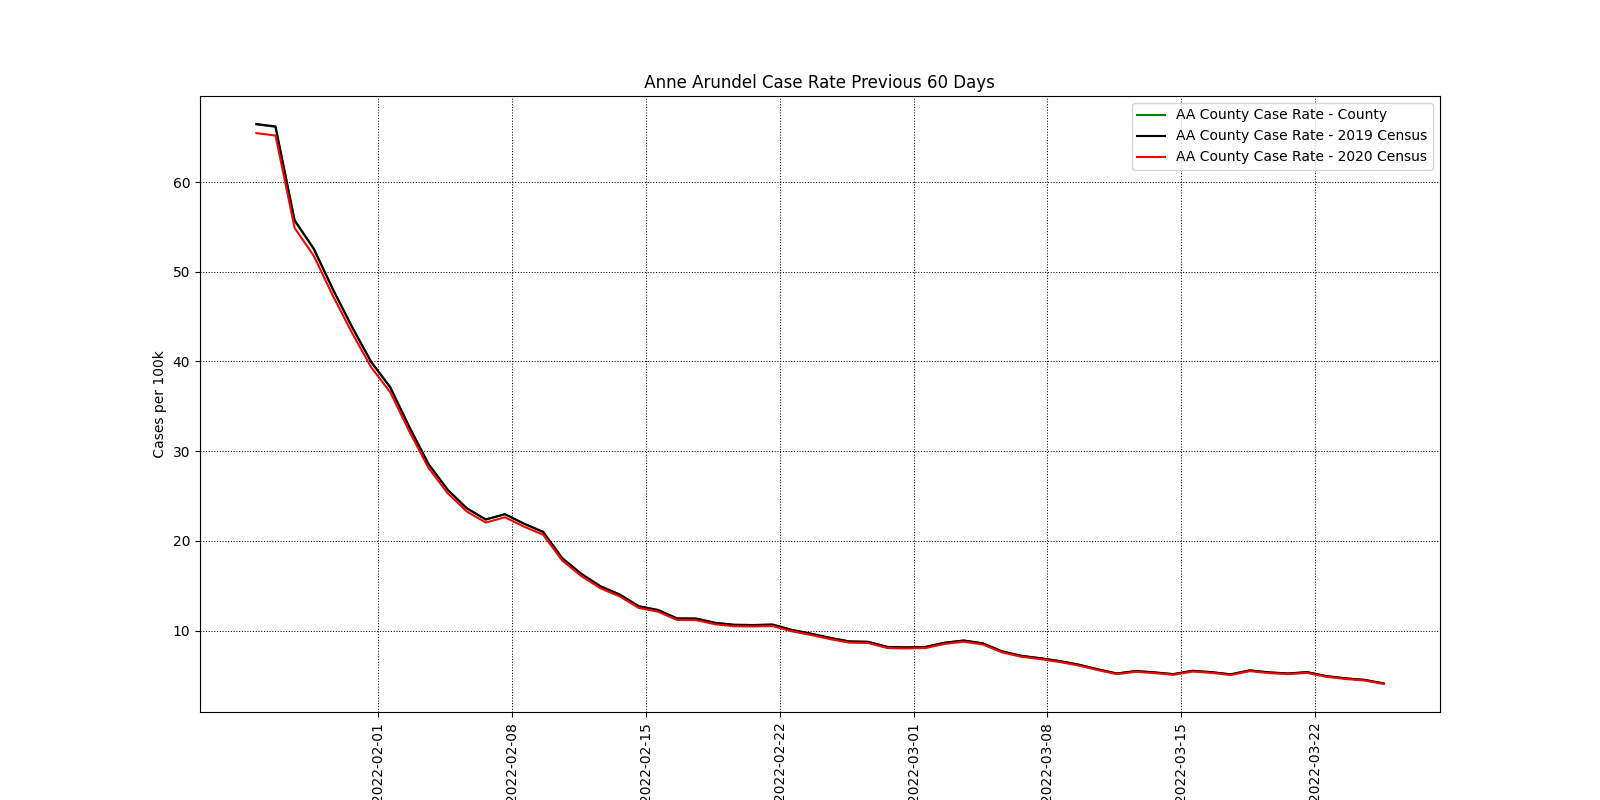 Anne Arundel Case Rate Previous 60 Days
AA County Case Rate - County
AA County Case Rate - 2019 Census
AA County Case Rate - 2020 Census
Cases per 100k
60
50
40
30
20
10
2022-02-01
2022-02-08
2022-02-15
2022-02-22
2022-03-01
2022-03-08
2022-03-15
2022-03-22